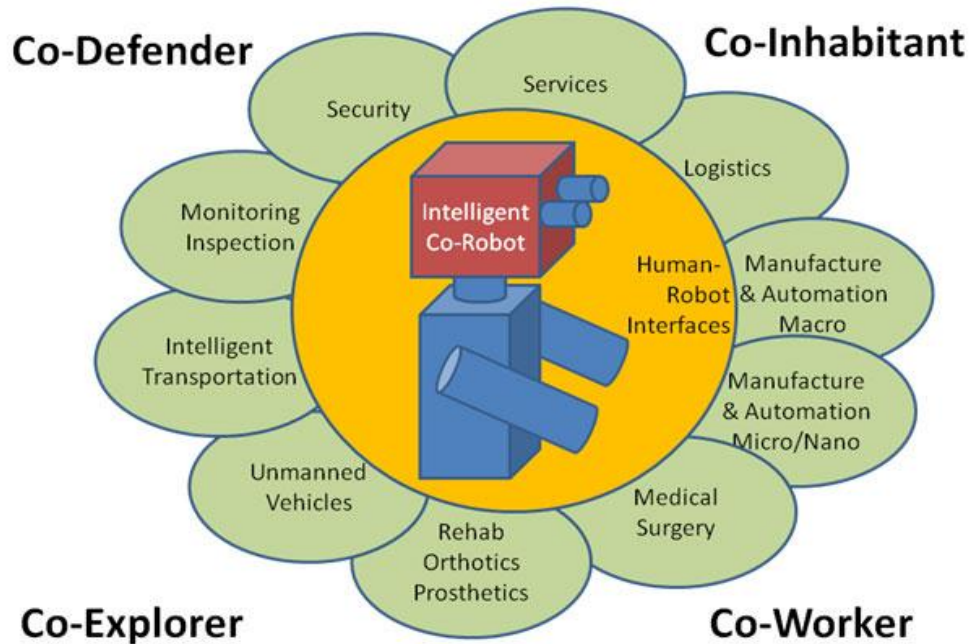 Co-Defender
Co-Inhabitant
Security
Services
Logistics
Monitoring
Inspection
Intelligent
Co-Robot
Human-
Robot
Interfaces
Manufacture
& Automation
Macro
Intelligent
Transportation
Manufacture
& Automation
Micro/Nano
Unmanned
Vehicles
Medical
Surgery
Rehab
Orthotics
Prosthetics
Co-Explorer
Co-Worker